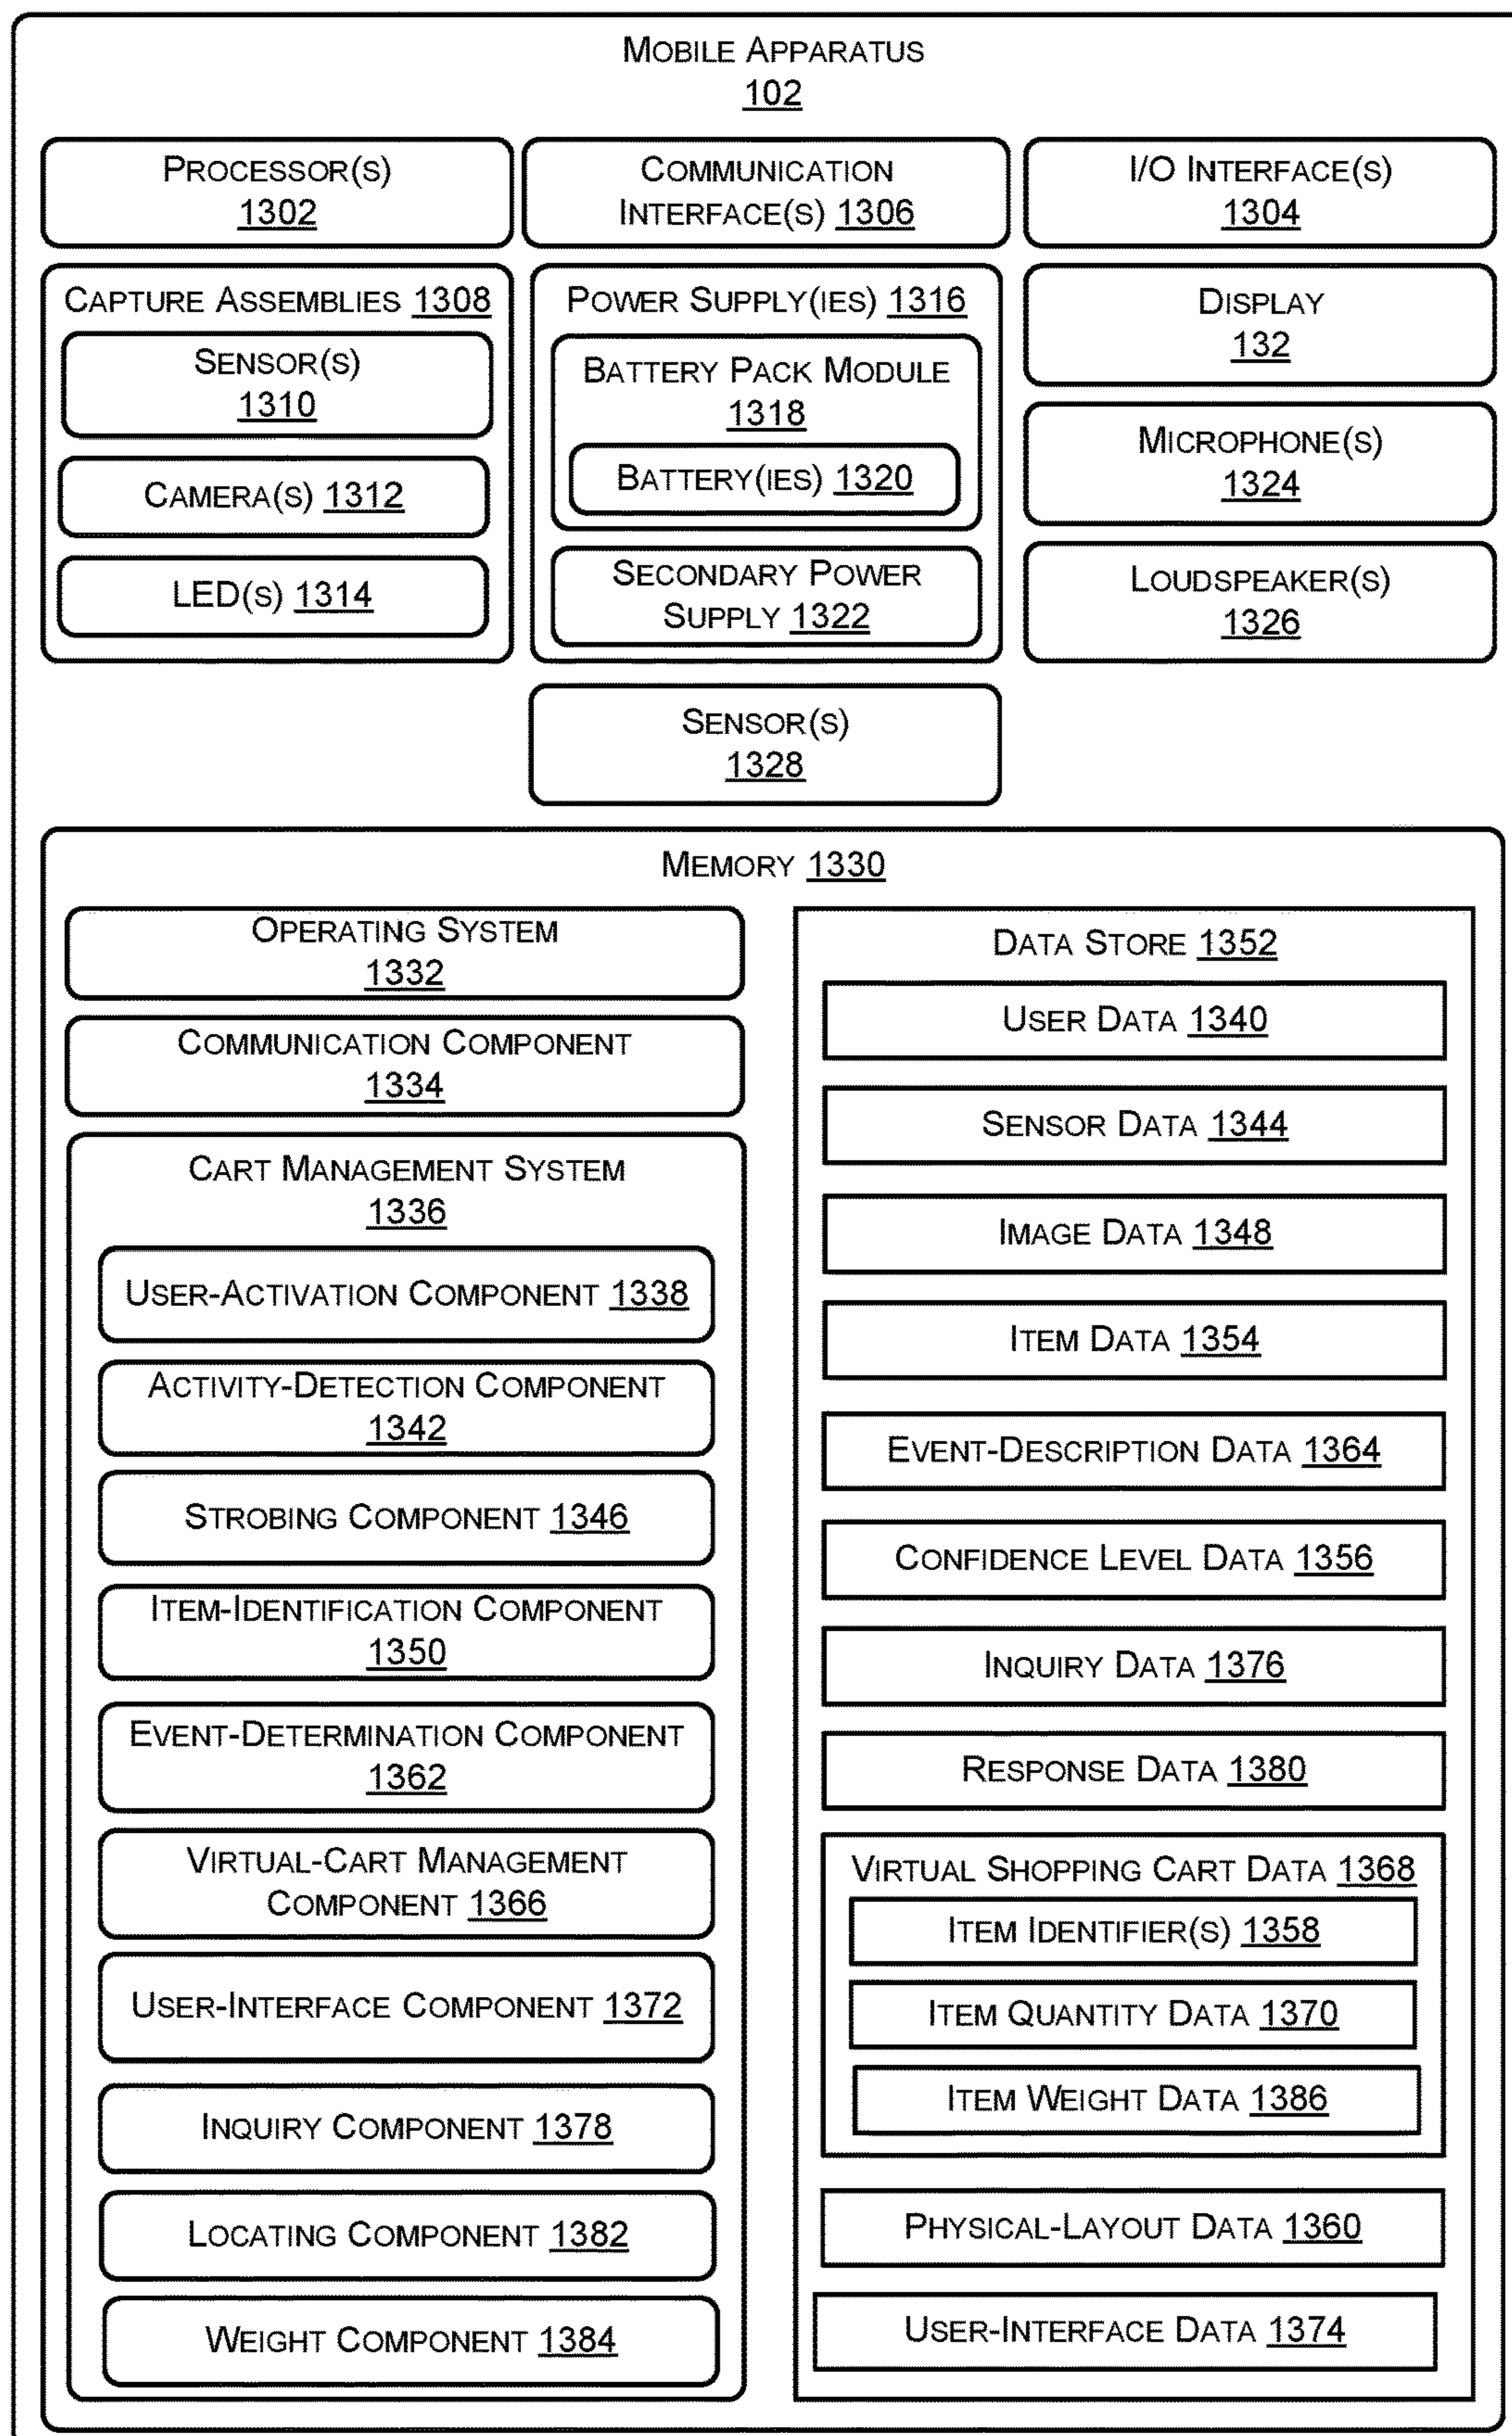 MOBILE APPARATUS
102
PROCESSOR(S)
1302
COMMUNICATION
INTERFACE(S) 1306
I/O INTERFACE(S)
1304
CAPTURE ASSEMBLIES 1308
SENSOR(S)
1310
CAMERA(S) 1312
LED(S) 1314
POWER SUPPLY(IES) 1316
BATTERY PACK MODULE
1318
BATTERY(IES) 1320
SECONDARY POWER
SUPPLY 1322
DISPLAY
132
MICROPHONE(S)
1324
LOUDSPEAKER(S)
1326
SENSOR(S)
1328
MEMORY 1330
OPERATING SYSTEM
1332
COMMUNICATION COMPONENT
1334
CART MANAGEMENT SYSTEM
1336
USER-ACTIVATION COMPONENT 1338
ACTIVITY-DETECTION COMPONENT
1342
STROBING COMPONENT 1346
ITEM-IDENTIFICATION COMPONENT
1350
EVENT-DETERMINATION COMPONENT
1362
VIRTUAL-CART MANAGEMENT
COMPONENT 1366
USER-INTERFACE COMPONENT 1372
INQUIRY COMPONENT 1378
LOCATING COMPONENT 1382
WEIGHT COMPONENT 1384
DATA STORE 1352
USER DATA 1340
SENSOR DATA 1344
IMAGE DATA 1348
ITEM DATA 1354
EVENT-DESCRIPTION DATA 1364
CONFIDENCE LEVEL DATA 1356
INQUIRY DATA 1376
RESPONSE DATA 1380
VIRTUAL SHOPPING CART DATA 1368
ITEM IDENTIFIER(S) 1358
ITEM QUANTITY DATA 1370
ITEM WEIGHT DATA 1386
PHYSICAL-LAYOUT DATA 1360
USER-INTERFACE DATA 1374